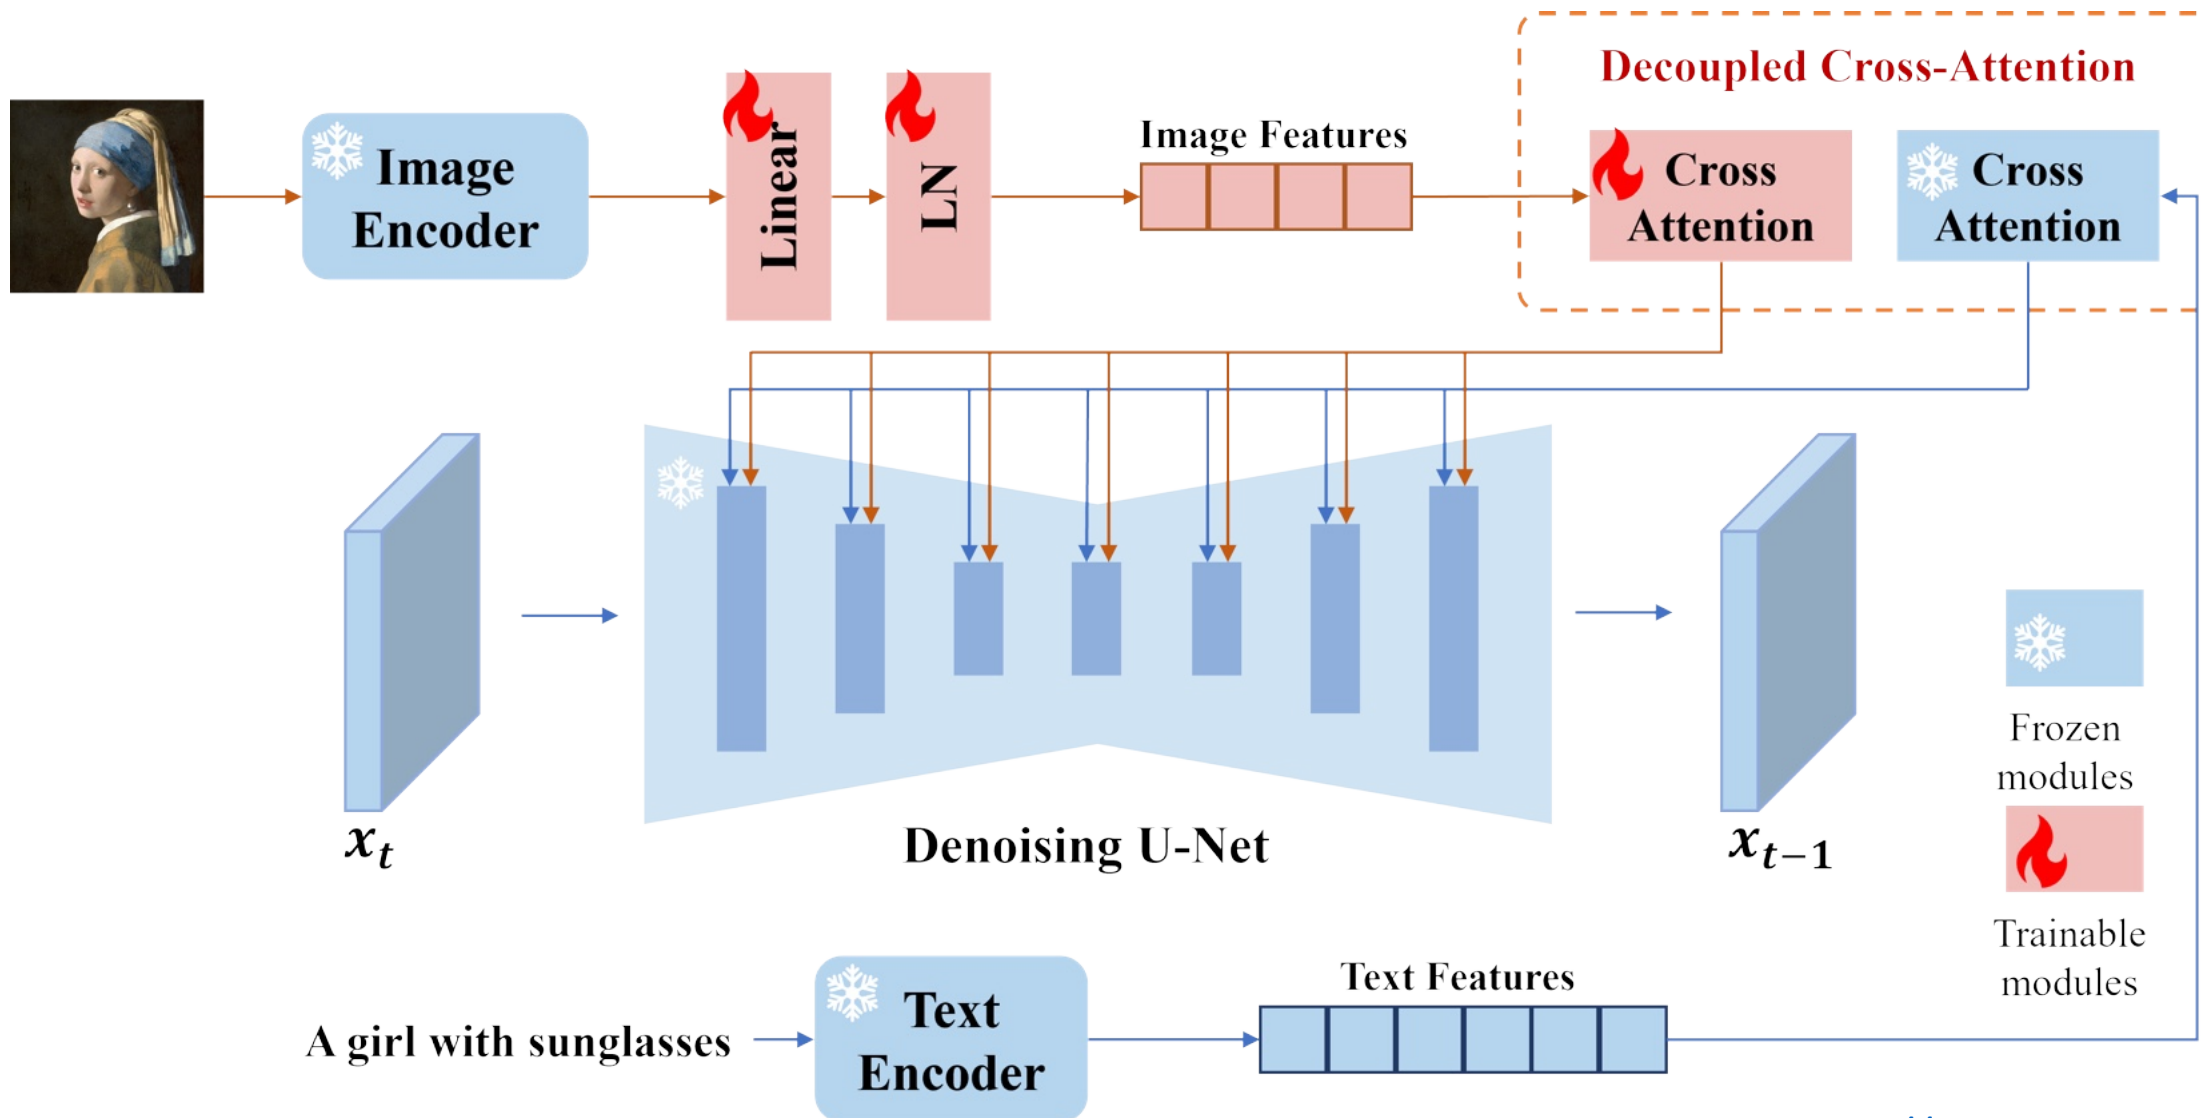 Decoupled Cross-Attention
Image
Encoder
Linear
LN
Image Features
Cross
Attention
Cross
Attention
x_t
Denoising U-Net
x_{t-1}
Frozen
modules
Trainable
modules
A girl with sunglasses
Text
Encoder
Text Features